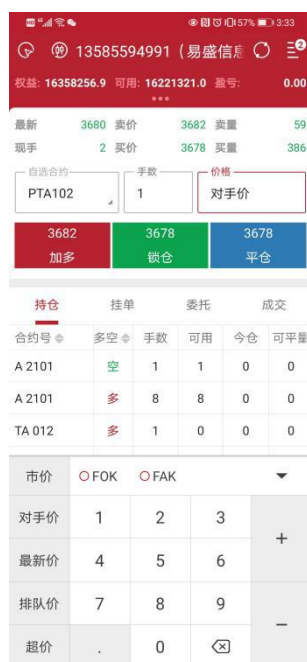 57% 3:33
13585594991 (易盛信息 2
权益: 16358256.9 可用: 16221321.0 盈亏: 0.00
最新 3680 卖价 3682 卖量 59
现手 2 买价 3678 买量 386
自选合约 手数 价格
PTA102 1 对手价
3682 3678 3678
加多 锁仓 平仓
持仓 挂单 委托 成交
合约号 多空 手数 可用 今仓 可平量
A 2101 空 1 1 0 0
A 2101 多 8 8 0 0
TA 012 多 1 0 0 0
市价 FOK FAK
对手价 1 2 3 +
最新价 4 5 6
排队价 7 8 9 -
超价 . 0